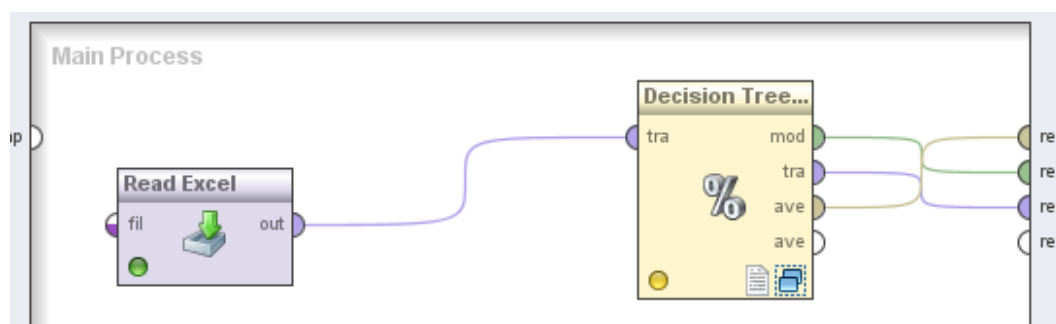 Main Process
Decision Tree...
tra
mod
tra
ave
ave
Read Excel
fil
out
%
re
re
re
re